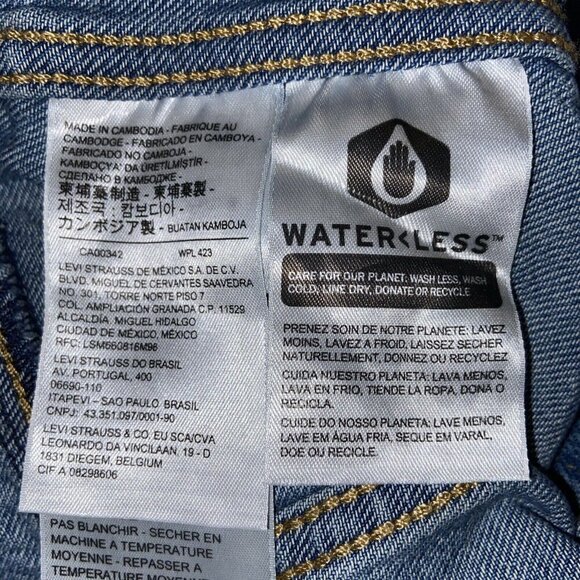 MADE IN CAMBODIA - FABRIQUE AU
CAMBODGE - FABRICADO EN CAMBOYA -
FABRICADO NO CAMBOJA -
KAMBOÇYA' DA ÜRETİLMİŞTİR -
СДЕЛАНО В КАМБОДЖЕ -
柬埔寨制造 - 柬埔寨製 -
제조국: 캄보디아 -
カンボジア製 - BUATAN KAMBOJA
CA00342 WPL 423
LEVI STRAUSS DE MÉXICO S.A. DE C.V.
BLVD. MIGUEL DE CERVANTES SAAVEDRA
NO. 301, TORRE NORTE PISO 7
COL. AMPLIACIÓN GRANADA C.P. 11529
ALCALDIA. MIGUEL HIDALGO
CIUDAD DE MÉXICO, MÉXICO
RFC: LSM660816M96
LEVI STRAUSS DO BRASIL
AV. PORTUGAL, 400
06690-110
ITAPEVI – SAO PAULO. BRASIL
CNPJ: 43.351.097/0001-90
LEVI STRAUSS & CO. EU SCA/CVA
LEONARDO DA VINCILAAN, 19 - D
1831 DIEGEM, BELGIUM
CIF A 08298606
PAS BLANCHIR - SECHER EN
MACHINE A TEMPERATURE
MOYENNE - REPASSER A
TEMPERATURE MOYENNE
WATER<LESS™
CARE FOR OUR PLANET: WASH LESS, WASH
COLD, LINE DRY, DONATE OR RECYCLE
PRENEZ SOIN DE NOTRE PLANETE: LAVEZ
MOINS, LAVEZ A FROID, LAISSEZ SECHER
NATURELLEMENT, DONNEZ OU RECYCLEZ
CUIDA NUESTRO PLANETA: LAVA MENOS,
LAVA EN FRIO, TIENDE LA ROPA, DONA O
RECICLA.
CUIDE DO NOSSO PLANETA: LAVE MENOS,
LAVE EM ÁGUA FRIA, SEQUE EM VARAL,
DOE OU RECICLE.